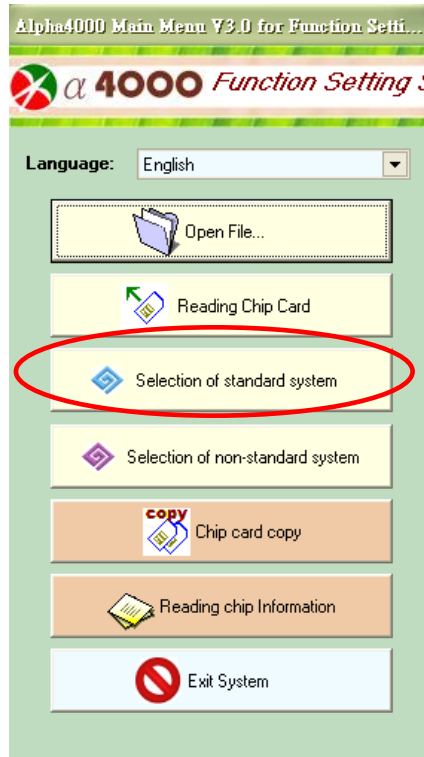 Alpha4000 Main Menu V3.0 for Function Setti...
α 4000 Function Setting
Language: English
Open File...
Reading Chip Card
Selection of standard system
Selection of non-standard system
copy
Chip card copy
Reading chip Information
Exit System